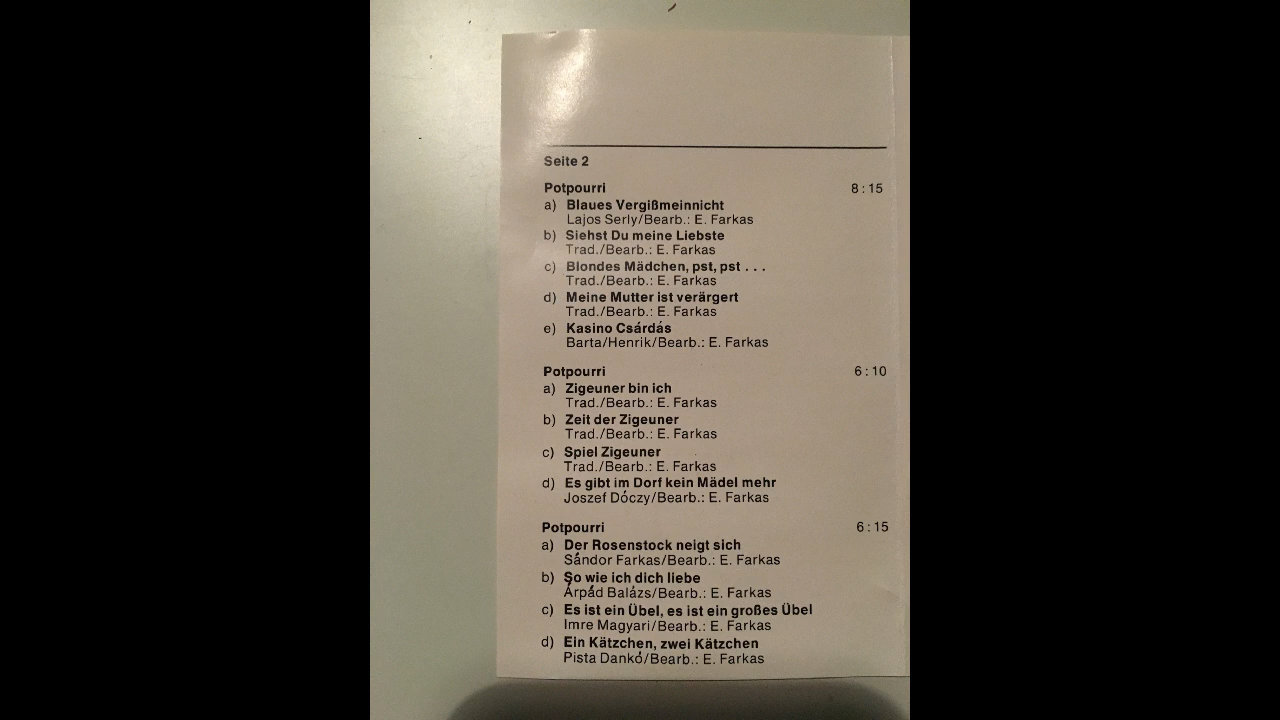 Seite 2
Potpourri 8:15
a) Blaues Vergißmeinnicht
Lajos Serly/Bearb.: E. Farkas
b) Siehst Du meine Liebste
Trad./Bearb.: E. Farkas
c) Blondes Mädchen, pst, pst . . .
Trad./Bearb.: E. Farkas
d) Meine Mutter ist verärgert
Trad./Bearb.: E. Farkas
e) Kasino Csárdás
Barta/Henrik/Bearb.: E. Farkas
Potpourri 6:10
a) Zigeuner bin ich
Trad./Bearb.: E. Farkas
b) Zeit der Zigeuner
Trad./Bearb.: E. Farkas
c) Spiel Zigeuner
Trad./Bearb.: E. Farkas
d) Es gibt im Dorf kein Mädel mehr
Joszef Dóczy/Bearb.: E. Farkas
Potpourri 6:15
a) Der Rosenstock neigt sich
Sándor Farkas/Bearb.: E. Farkas
b) So wie ich dich liebe
Árpád Balázs/Bearb.: E. Farkas
c) Es ist ein Übel, es ist ein großes Übel
Imre Magyari/Bearb.: E. Farkas
d) Ein Kätzchen, zwei Kätzchen
Pista Dankó/Bearb.: E. Farkas